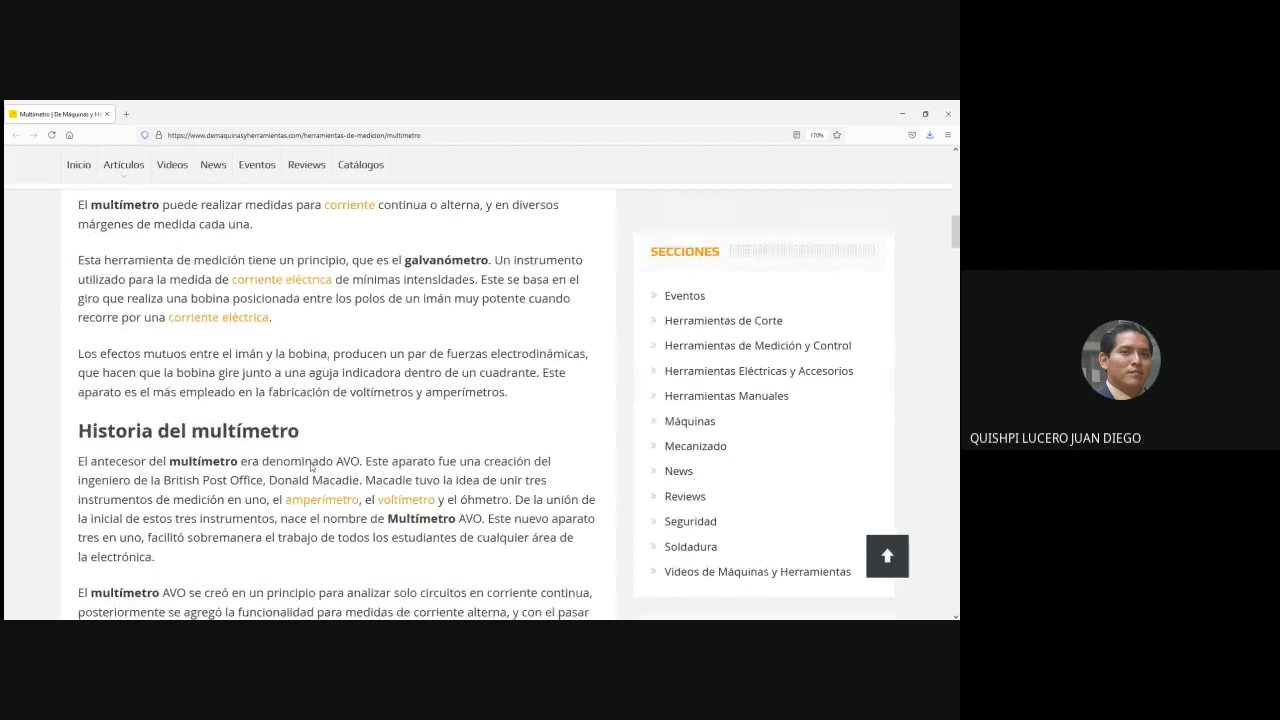 Multímetro | De Máquinas y He
https://www.demaquinasyherramientas.com/herramientas-de-medicion/multimetro
170%
Inicio Artículos Videos News Eventos Reviews Catálogos
El multímetro puede realizar medidas para corriente continua o alterna, y en diversos
márgenes de medida cada una.
Esta herramienta de medición tiene un principio, que es el galvanómetro. Un instrumento
utilizado para la medida de corriente eléctrica de mínimas intensidades. Este se basa en el
giro que realiza una bobina posicionada entre los polos de un imán muy potente cuando
recorre por una corriente eléctrica.
Los efectos mutuos entre el imán y la bobina, producen un par de fuerzas electrodinámicas,
que hacen que la bobina gire junto a una aguja indicadora dentro de un cuadrante. Este
aparato es el más empleado en la fabricación de voltímetros y amperímetros.
Historia del multímetro
El antecesor del multímetro era denominado AVO. Este aparato fue una creación del
ingeniero de la British Post Office, Donald Macadie. Macadie tuvo la idea de unir tres
instrumentos de medición en uno, el amperímetro, el voltímetro y el óhmetro. De la unión de
la inicial de estos tres instrumentos, nace el nombre de Multímetro AVO. Este nuevo aparato
tres en uno, facilitó sobremanera el trabajo de todos los estudiantes de cualquier área de
la electrónica.
El multímetro AVO se creó en un principio para analizar solo circuitos en corriente continua,
posteriormente se agregó la funcionalidad para medidas de corriente alterna, y con el pasar
SECCIONES
Eventos
Herramientas de Corte
Herramientas de Medición y Control
Herramientas Eléctricas y Accesorios
Herramientas Manuales
Máquinas
Mecanizado
News
Reviews
Seguridad
Soldadura
Vídeos de Máquinas y Herramientas
QUISHPI LUCERO JUAN DIEGO